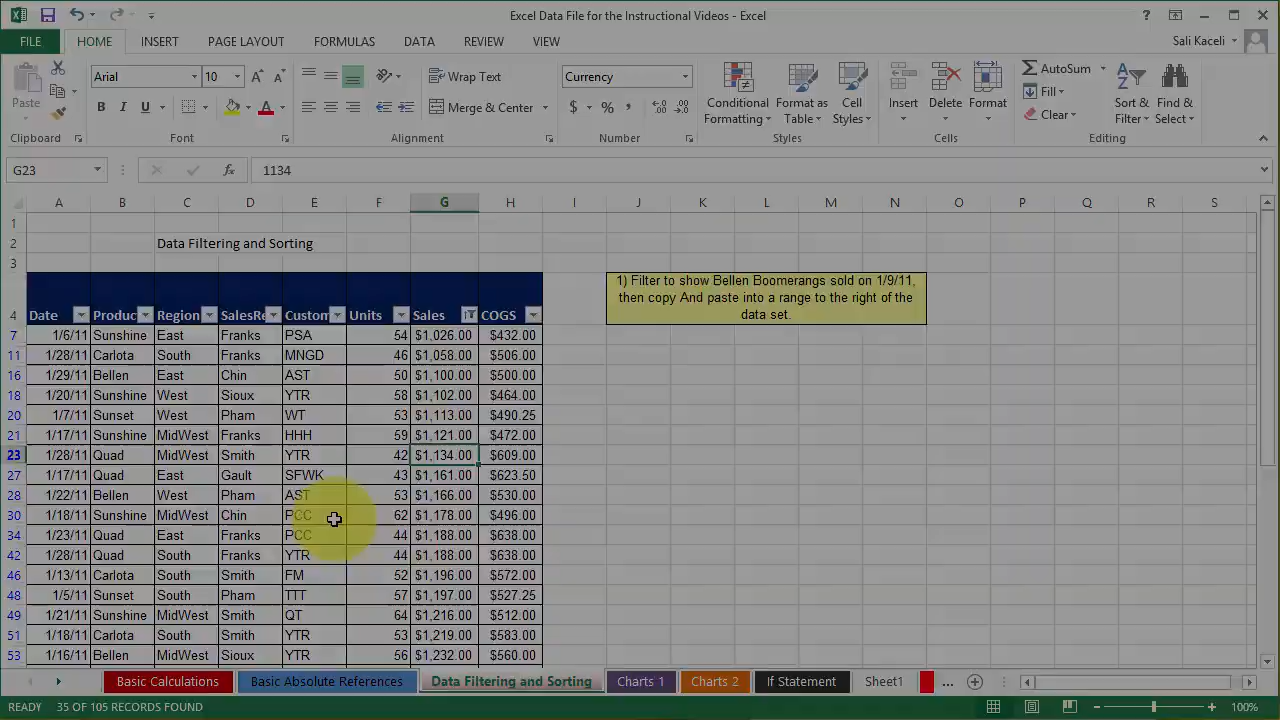 Excel Data File for the Instructional Videos - Excel
FILE HOME INSERT PAGE LAYOUT FORMULAS DATA REVIEW VIEW Sali Kaceli
Paste Arial 10 Wrap Text Currency Conditional Formatting Format as Table Cell Styles Insert Delete Format AutoSum Sort & Filter Find & Select
B I U A Merge & Center $ % , Fill
Clear
Clipboard Font Alignment Number Styles Cells Editing
G23 fx 1134
A B C D E F G H I J K L M N O P Q R S
1
2 Data Filtering and Sorting
3
1) Filter to show Bellen Boomerangs sold on 1/9/11,
then copy And paste into a range to the right of the
data set.
4 Date Produc Region SalesRe Custom Units Sales COGS
7 1/6/11 Sunshine East Franks PSA 54 $1,026.00 $432.00
11 1/28/11 Carlota South Franks MNGD 46 $1,058.00 $506.00
16 1/29/11 Bellen East Chin AST 50 $1,100.00 $500.00
18 1/20/11 Sunshine West Sioux YTR 58 $1,102.00 $464.00
20 1/7/11 Sunset West Pham WT 53 $1,113.00 $490.25
21 1/17/11 Sunshine MidWest Franks HHH 59 $1,121.00 $472.00
23 1/28/11 Quad MidWest Smith YTR 42 $1,134.00 $609.00
27 1/17/11 Quad East Gault SFWK 43 $1,161.00 $623.50
28 1/22/11 Bellen West Pham AST 53 $1,166.00 $530.00
30 1/18/11 Sunshine MidWest Chin PCC 62 $1,178.00 $496.00
34 1/23/11 Quad East Franks PCC 44 $1,188.00 $638.00
42 1/28/11 Quad South Franks YTR 44 $1,188.00 $638.00
46 1/13/11 Carlota South Smith FM 52 $1,196.00 $572.00
48 1/5/11 Sunset South Pham TTT 57 $1,197.00 $527.25
49 1/21/11 Sunshine MidWest Smith QT 64 $1,216.00 $512.00
51 1/18/11 Carlota South Smith YTR 53 $1,219.00 $583.00
53 1/16/11 Bellen MidWest Sioux YTR 56 $1,232.00 $560.00
Basic Calculations Basic Absolute References Data Filtering and Sorting Charts 1 Charts 2 If Statement Sheet1 ...
READY 35 OF 105 RECORDS FOUND 100%